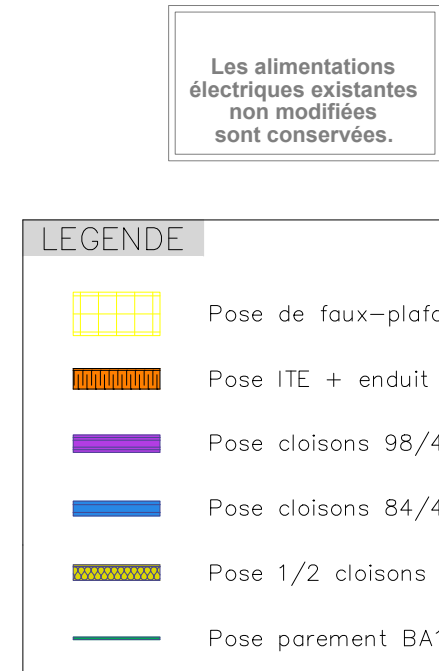 Les alimentations
électriques existantes
non modifiées
sont conservées.
LEGENDE
Pose de faux-plafo
Pose ITE + enduit
Pose cloisons 98/4
Pose cloisons 84/4
Pose 1/2 cloisons
Pose parement BA1